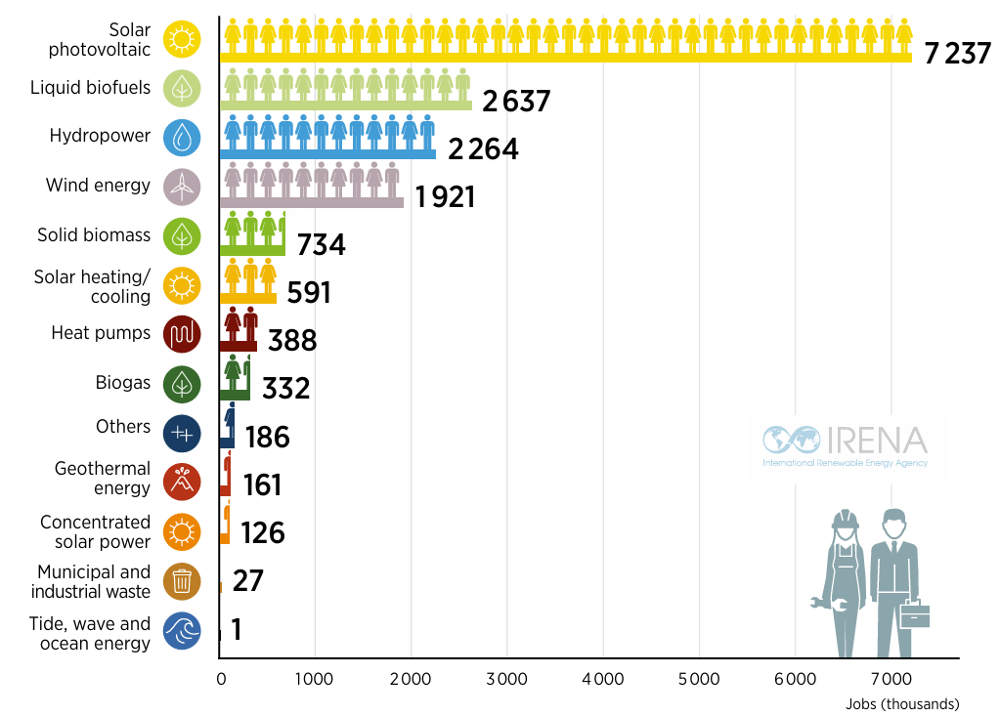 Solar
photovoltaic
7 237
Liquid biofuels
2 637
Hydropower
2 264
Wind energy
1 921
Solid biomass
734
Solar heating/
cooling
591
Heat pumps
388
Biogas
332
Others
186
Geothermal
energy
161
Concentrated
solar power
126
Municipal and
industrial waste
27
Tide, wave and
ocean energy
1
IRENA
International Renewable Energy Agency
0 1 000 2 000 3 000 4 000 5 000 6 000 7 000
Jobs (thousands)